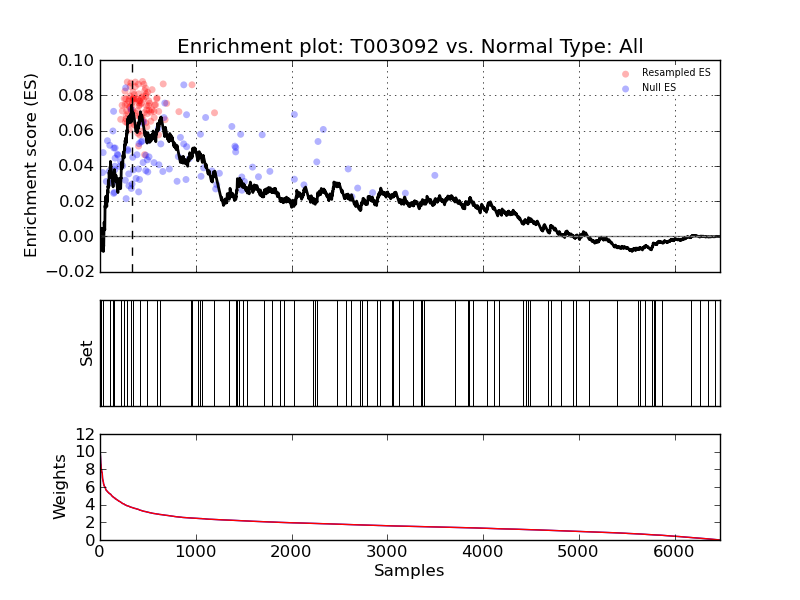 Enrichment plot: T003092 vs. Normal Type: All
0.10
0.08
0.06
0.04
0.02
0.00
−0.02
Enrichment score (ES)
Resampled ES
Null ES
Set
12
10
8
6
4
2
0
Weights
0 1000 2000 3000 4000 5000 6000
Samples